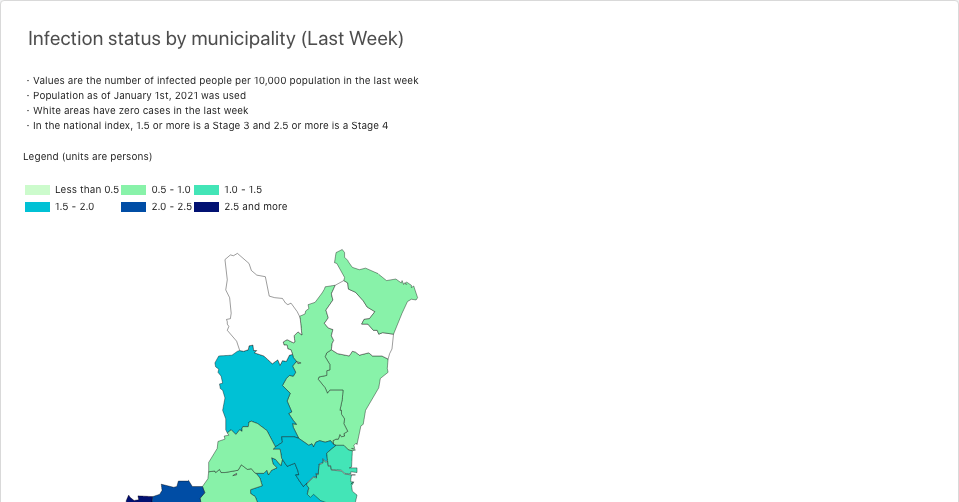 Infection status by municipality (Last Week)
· Values are the number of infected people per 10,000 population in the last week
· Population as of January 1st, 2021 was used
· White areas have zero cases in the last week
· In the national index, 1.5 or more is a Stage 3 and 2.5 or more is a Stage 4
Legend (units are persons)
Less than 0.5 0.5 - 1.0 1.0 - 1.5
1.5 - 2.0 2.0 - 2.5 2.5 and more